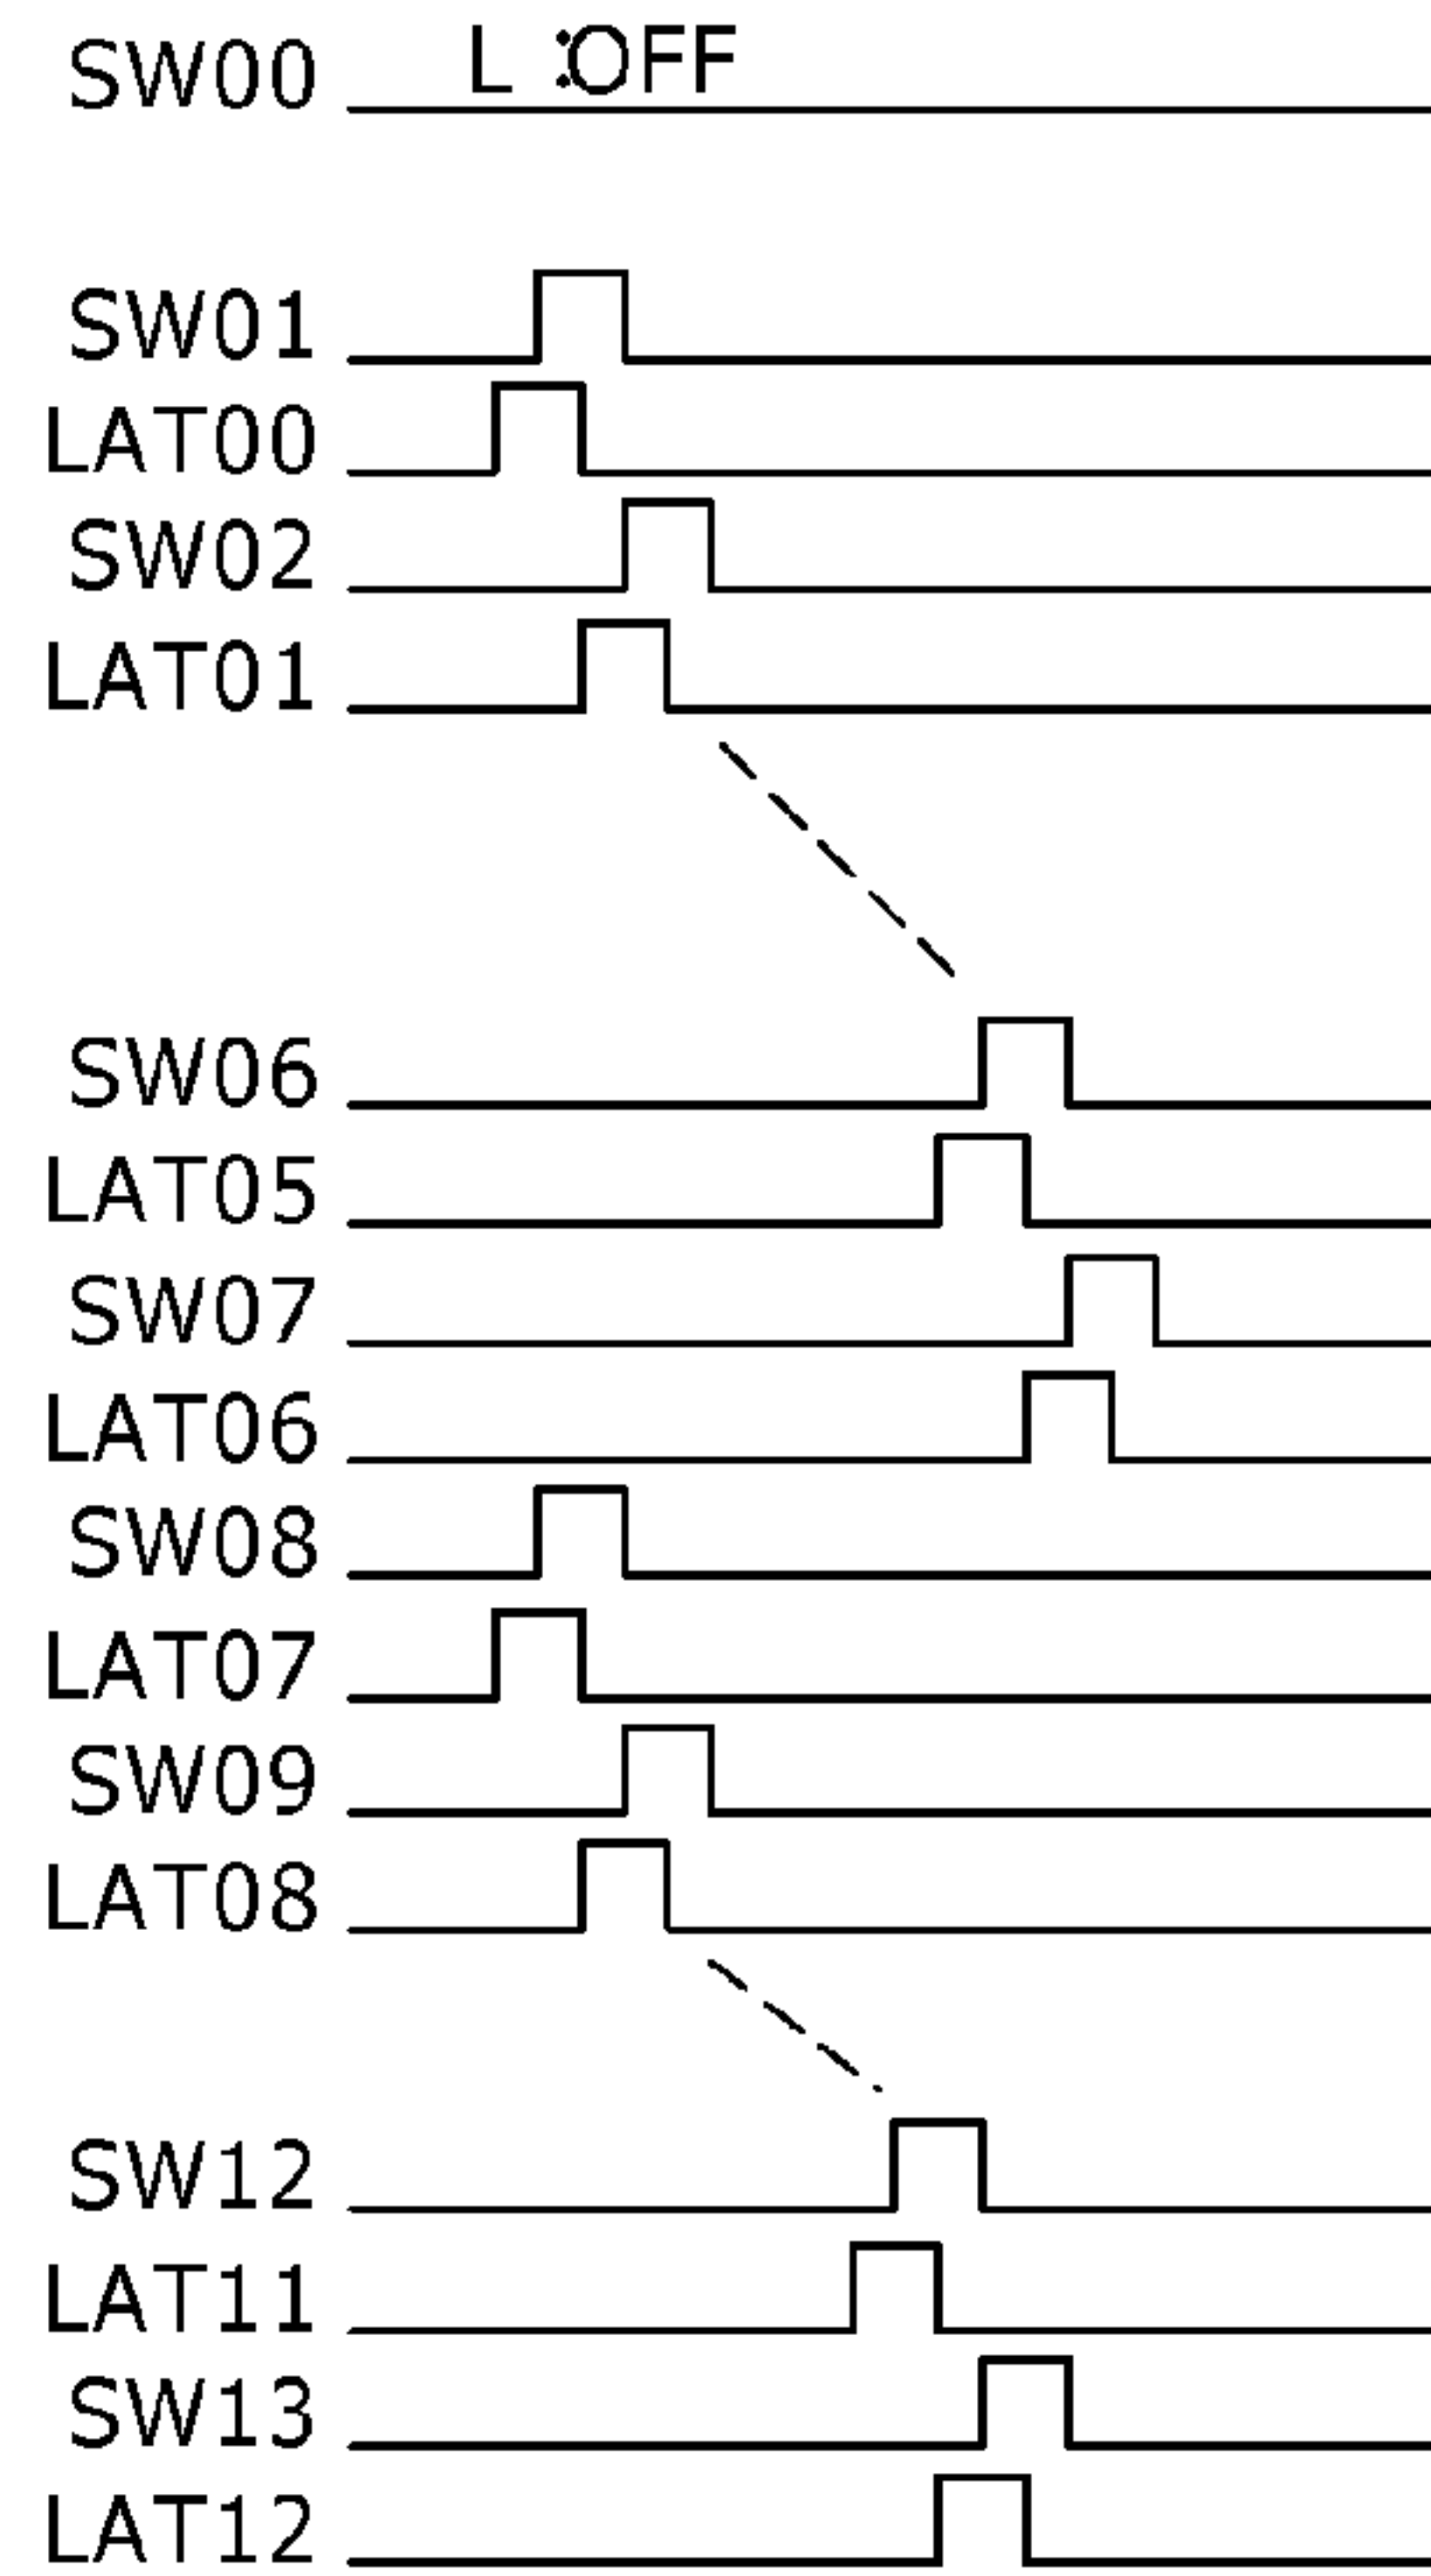 SW00 L :OFF
SW01
LAT00
SW02
LAT01
SW06
LAT05
SW07
LAT06
SW08
LAT07
SW09
LAT08
SW12
LAT11
SW13
LAT12